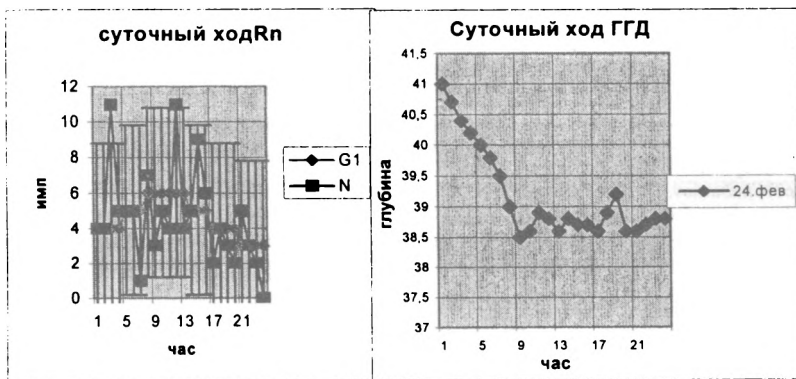 суточный ходRn
12
10
8
6
4
2
0
имп
1 5 9 13 17 21
час
G1
N
Суточный ход ГГД
41,5
41
40,5
40
39,5
39
38,5
38
37,5
37
глубина
1 5 9 13 17 21
час
24.фев